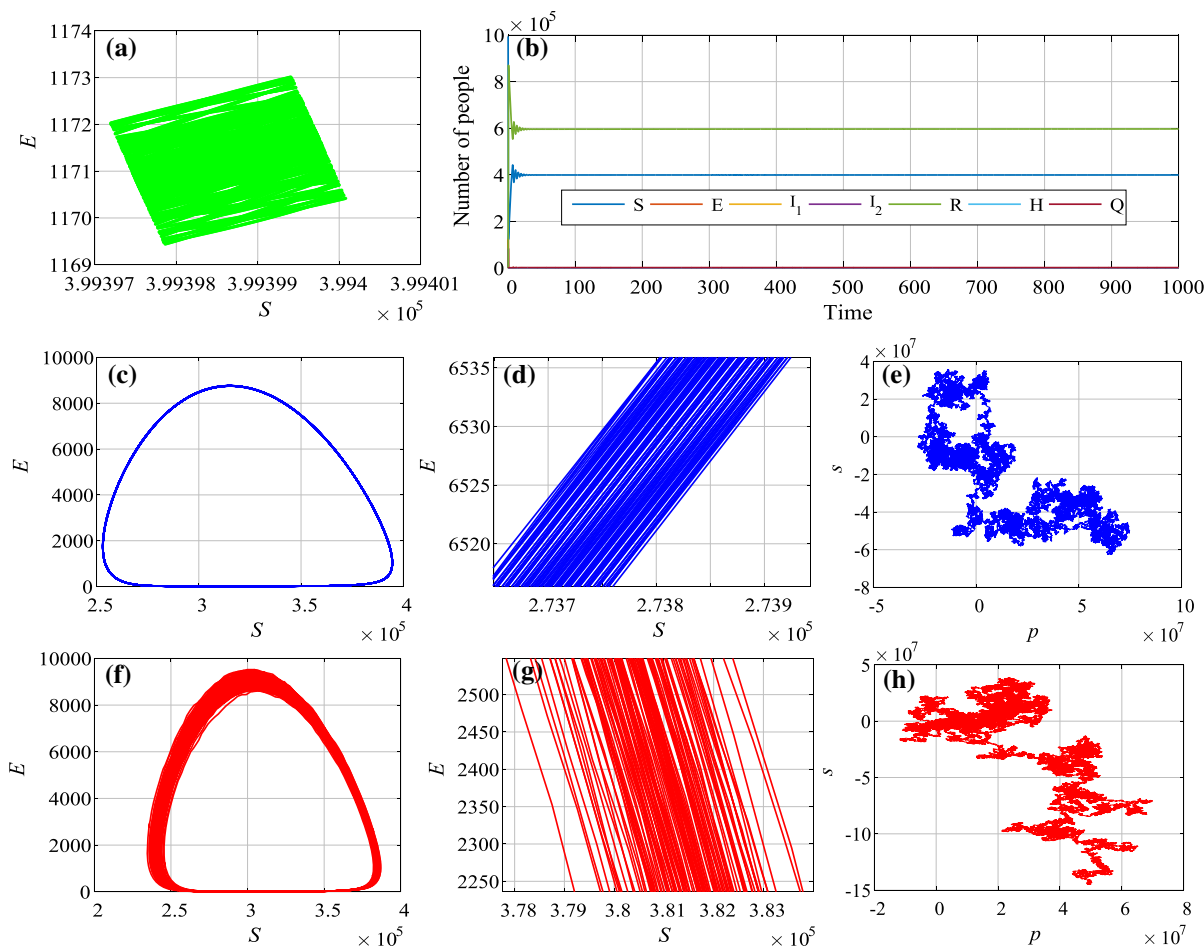 (a)
1174
1173
1172
1171
1170
1169
E
3.99397 3.99398 3.99399 3.994 3.99401
S
× 10^5
(b)
× 10^5
10
8
6
4
2
0
Number of people
S E I_1 I_2 R H Q
0 100 200 300 400 500 600 700 800 900 1000
Time
(c)
10000
8000
6000
4000
2000
0
E
2.5 3 3.5 4
S
× 10^5
(d)
6535
6530
6525
6520
E
2.737 2.738 2.739
S
× 10^5
(e)
× 10^7
4
2
0
-2
-4
-6
-8
s
-5 0 5 10
p
× 10^7
(f)
10000
8000
6000
4000
2000
0
E
2 2.5 3 3.5 4
S
× 10^5
(g)
2500
2450
2400
2350
2300
2250
E
3.78 3.79 3.8 3.81 3.82 3.83
S
× 10^5
(h)
× 10^7
5
0
-5
-10
-15
s
-2 0 2 4 6 8
p
× 10^7